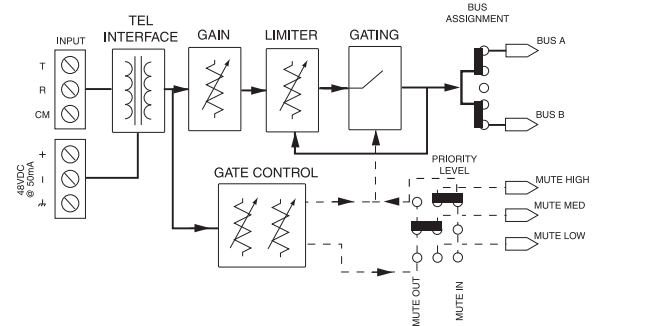 BUS
ASSIGNMENT
TEL
INTERFACE
INPUT
GAIN
LIMITER
GATING
BUS A
T
R
CM
BUS B
+
–
48VDC
@ 50mA
GATE CONTROL
PRIORITY
LEVEL
MUTE HIGH
MUTE MED
MUTE LOW
MUTE OUT
MUTE IN